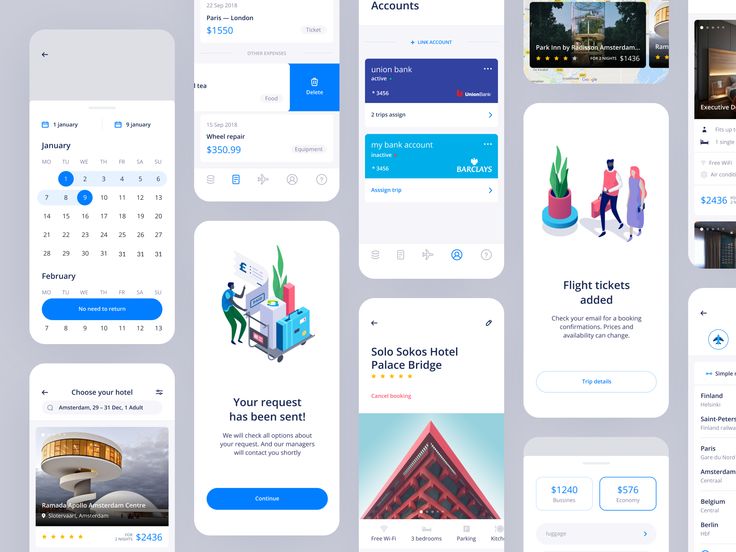 1 january
9 january
January
MO TU WE TH FR SA SU
1 2 3 4 5 6
7 8 9 10 11 12 13
14 15 16 17 18 19 20
21 22 23 24 25 26 27
28 29 30 31 31 31
February
MO TU WE TH FR SA SU
No need to return
7 8 9 10 11 12 13
Choose your hotel
Amsterdam, 29 – 31 Dec, 1 Adult
Ramada Apollo Amsterdam Centre
Slotervaart, Amsterdam
FOR
2 NIGHTS
$2436
22 Sep 2018
Paris — London
$1550
Ticket
OTHER EXPENSES
l tea
Food
Delete
15 Sep 2018
Wheel repair
$350.99
Equipment
Your request
has been sent!
We will check all options about
your request. And our managers
will contact you shortly
Continue
Accounts
LINK ACCOUNT
union bank
active
* 3456
UnionBank
2 trips assign
my bank account
inactive
* 3456
BARCLAYS
Asssign trip
Solo Sokos Hotel
Palace Bridge
Cancel booking
Free Wi-Fi
3 bedrooms
Parking
Kitch
Park Inn by Radisson Amsterdam...
FOR 2 NIGHTS $1436
Ram
Google
Flight tickets
added
Check your email for a booking
confirmations. Prices and
availability can change.
Trip details
$1240
Bussines
$576
Economy
luggage
Executive D
Fits up t
1 single
Free WiFi
Air conditi
$2436
Simple
Finland
Helsinki
Saint-Peters
Finland railwa
Paris
Gare du Nord
Amsterdam
Centraal
Belgium
Central
Berlin
HBF